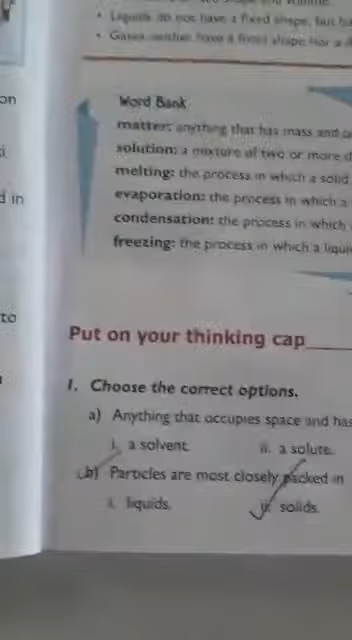 • Liquids do not have a fixed shape, but
• Gases neither have a fixed shape nor a
on
Word Bank
matter: anything that has mass and
solution: a mixture of two or more
melting: the process in which a solid
d in
evaporation: the process in which a
condensation: the process in which
freezing: the process in which a liquid
to
Put on your thinking cap
1. Choose the correct options.
a) Anything that occupies space and has
i. a solvent.
ii. a solute.
b) Particles are most closely packed in
i. liquids.
ii. solids.